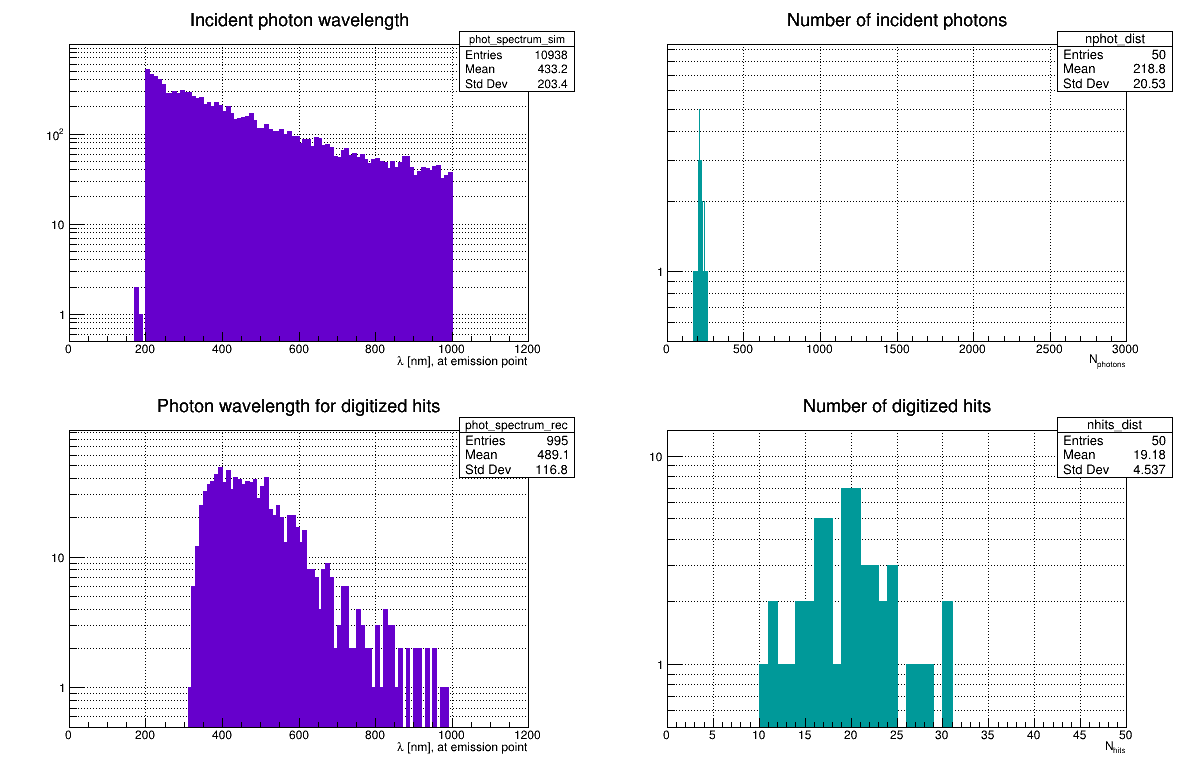 Incident photon wavelength
phot_spectrum_sim
Entries 10938
Mean 433.2
Std Dev 203.4
10²
10
1
0 200 400 600 800 1000 1200
λ [nm], at emission point
Number of incident photons
nphot_dist
Entries 50
Mean 218.8
Std Dev 20.53
1
0 500 1000 1500 2000 2500 3000
Nphotons
Photon wavelength for digitized hits
phot_spectrum_rec
Entries 995
Mean 489.1
Std Dev 116.8
10
1
0 200 400 600 800 1000 1200
λ [nm], at emission point
Number of digitized hits
nhits_dist
Entries 50
Mean 19.18
Std Dev 4.537
10
1
0 5 10 15 20 25 30 35 40 45 50
Nhits